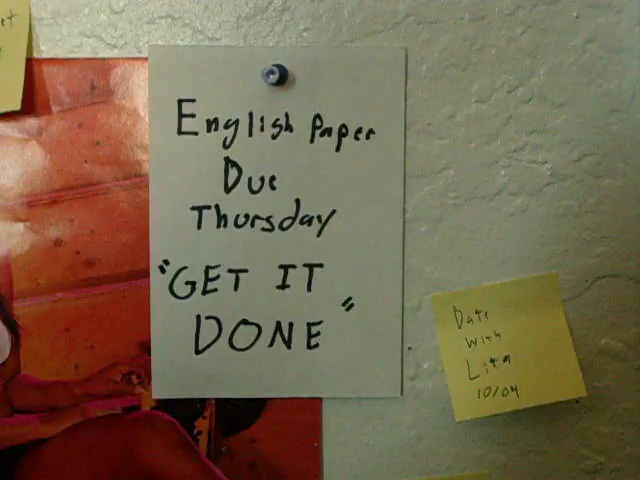 English Paper
Due
Thursday
"GET IT
DONE"
Date
with
Lita
10/04